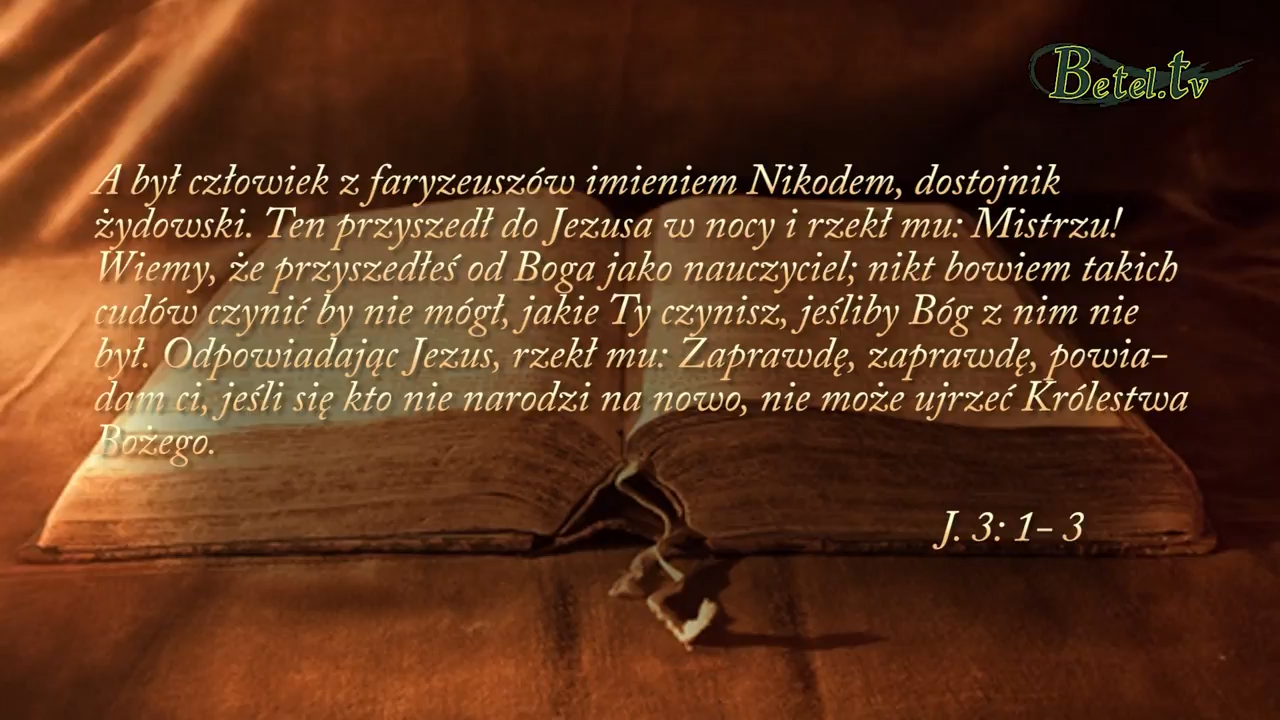 Betel.tv
A był człowiek z faryzeuszów imieniem Nikodem, dostojnik
żydowski. Ten przyszedł do Jezusa w nocy i rzekł mu: Mistrzu!
Wiemy, że przyszedłeś od Boga jako nauczyciel; nikt bowiem takich
cudów czynić by nie mógł, jakie Ty czynisz, jeśliby Bóg z nim nie
był. Odpowiadając Jezus, rzekł mu: Zaprawdę, zaprawdę, powia-
dam ci, jeśli się kto nie narodzi na nowo, nie może ujrzeć Królestwa
Bożego.
J. 3: 1- 3